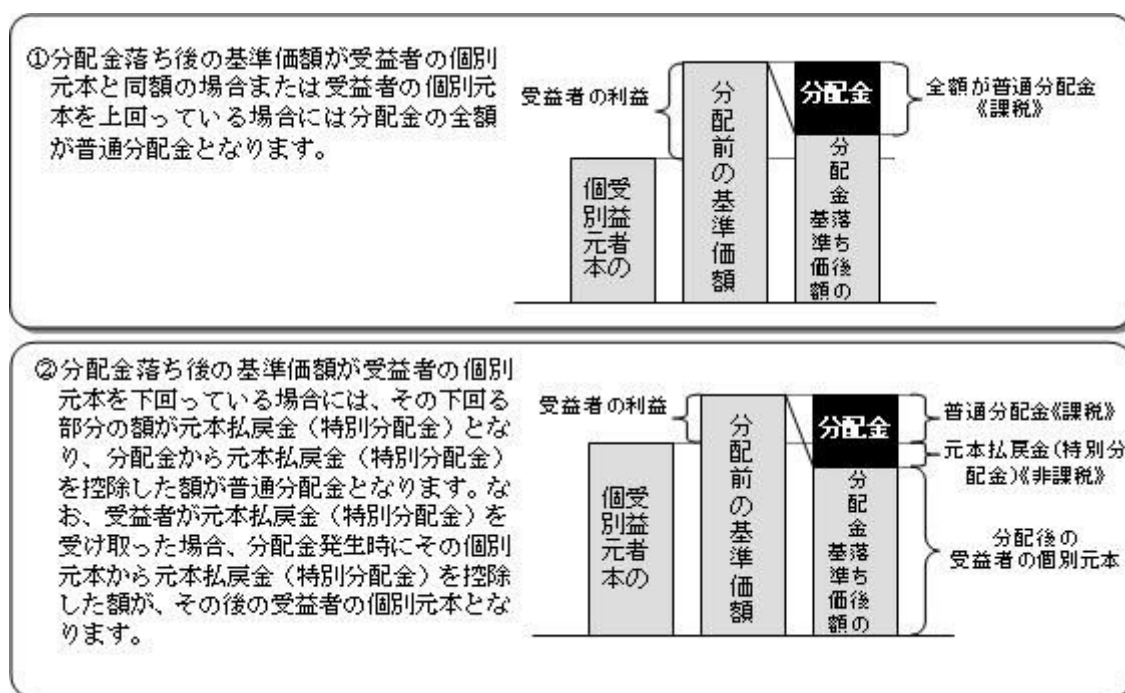 ①分配金落ち後の基準価額が受益者の個別
元本と同額の場合または受益者の個別元
本を上回っている場合には分配金の全額
が普通分配金となります。
受益者の利益
受益者の
個別元本
分配前の基準価額
分配金
分配金落ち後の
基準価額
全額が普通分配金
《課税》
②分配金落ち後の基準価額が受益者の個別
元本を下回っている場合には、その下回る
部分の額が元本払戻金（特別分配金）とな
り、分配金から元本払戻金（特別分配金）
を控除した額が普通分配金となります。な
お、受益者が元本払戻金（特別分配金）を
受け取った場合、分配金発生時にその個別
元本から元本払戻金（特別分配金）を控除
した額が、その後の受益者の個別元本とな
ります。
受益者の利益
受益者の
個別元本
分配前の基準価額
分配金
分配金落ち後の
基準価額
普通分配金《課税》
元本払戻金(特別分
配金)《非課税》
分配後の
受益者の個別元本